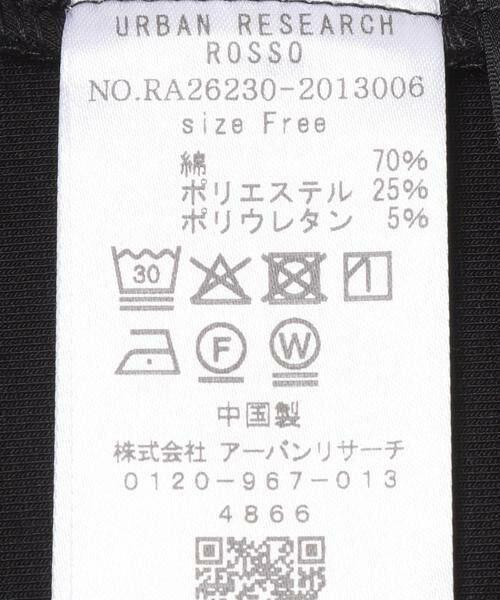 URBAN RESEARCH
ROSSO
NO.RA26230-2013006
size Free
綿 70%
ポリエステル 25%
ポリウレタン 5%
30
F W
中国製
株式会社 アーバンリサーチ
0120-967-013
4866